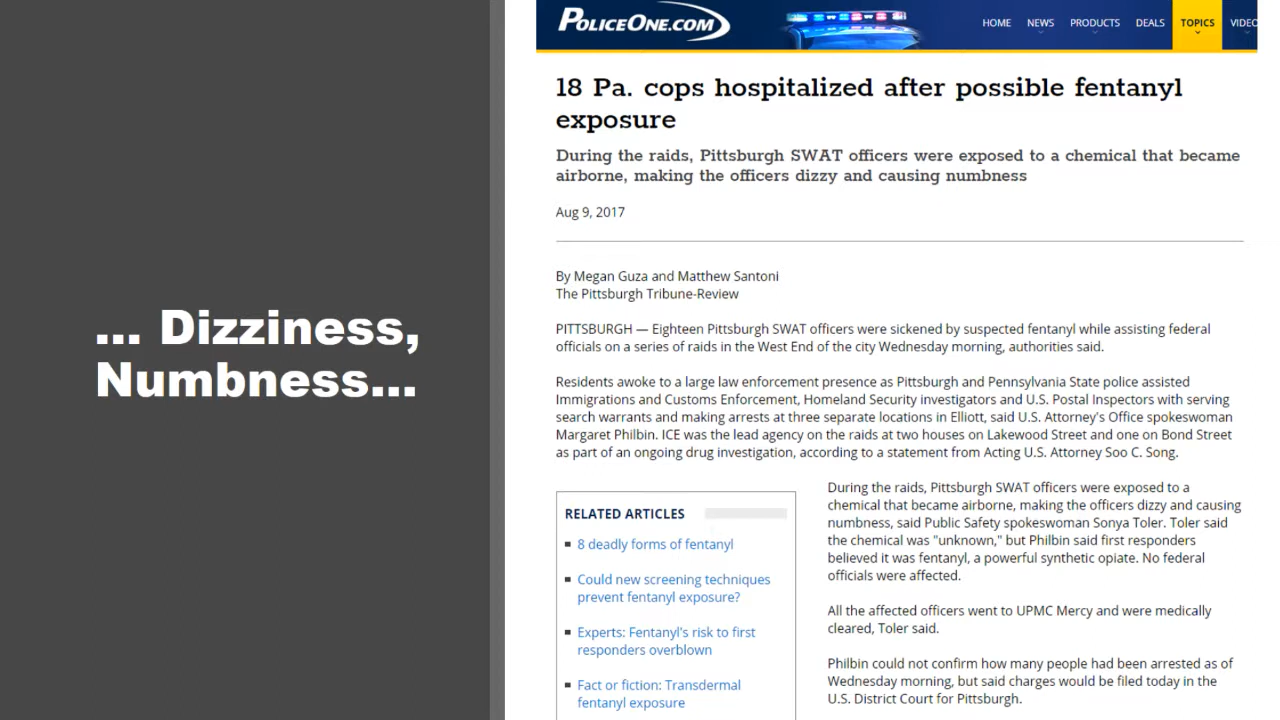 ... Dizziness,
Numbness...
POLICEONE.COM
HOME NEWS PRODUCTS DEALS TOPICS VIDEO
18 Pa. cops hospitalized after possible fentanyl
exposure
During the raids, Pittsburgh SWAT officers were exposed to a chemical that became
airborne, making the officers dizzy and causing numbness
Aug 9, 2017
By Megan Guza and Matthew Santoni
The Pittsburgh Tribune-Review
PITTSBURGH — Eighteen Pittsburgh SWAT officers were sickened by suspected fentanyl while assisting federal
officials on a series of raids in the West End of the city Wednesday morning, authorities said.
Residents awoke to a large law enforcement presence as Pittsburgh and Pennsylvania State police assisted
Immigrations and Customs Enforcement, Homeland Security investigators and U.S. Postal Inspectors with serving
search warrants and making arrests at three separate locations in Elliott, said U.S. Attorney's Office spokeswoman
Margaret Philbin. ICE was the lead agency on the raids at two houses on Lakewood Street and one on Bond Street
as part of an ongoing drug investigation, according to a statement from Acting U.S. Attorney Soo C. Song.
RELATED ARTICLES
8 deadly forms of fentanyl
Could new screening techniques
prevent fentanyl exposure?
Experts: Fentanyl's risk to first
responders overblown
Fact or fiction: Transdermal
fentanyl exposure
During the raids, Pittsburgh SWAT officers were exposed to a
chemical that became airborne, making the officers dizzy and causing
numbness, said Public Safety spokeswoman Sonya Toler. Toler said
the chemical was "unknown," but Philbin said first responders
believed it was fentanyl, a powerful synthetic opiate. No federal
officials were affected.
All the affected officers went to UPMC Mercy and were medically
cleared, Toler said.
Philbin could not confirm how many people had been arrested as of
Wednesday morning, but said charges would be filed today in the
U.S. District Court for Pittsburgh.